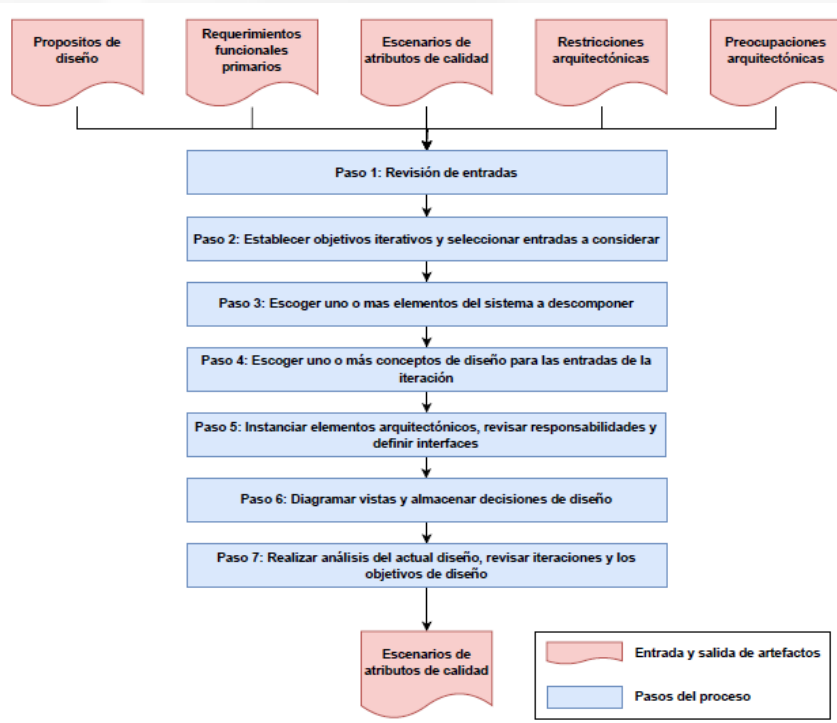 Propositos de
diseño
Requerimientos
funcionales
primarios
Escenarios de
atributos de calidad
Restricciones
arquitectónicas
Preocupaciones
arquitectónicas
Paso 1: Revisión de entradas
Paso 2: Establecer objetivos iterativos y seleccionar entradas a considerar
Paso 3: Escoger uno o mas elementos del sistema a descomponer
Paso 4: Escoger uno o más conceptos de diseño para las entradas de la
iteración
Paso 5: Instanciar elementos arquitectónicos, revisar responsabilidades y
definir interfaces
Paso 6: Diagramar vistas y almacenar decisiones de diseño
Paso 7: Realizar análisis del actual diseño, revisar iteraciones y los
objetivos de diseño
Escenarios de
atributos de calidad
Entrada y salida de artefactos
Pasos del proceso